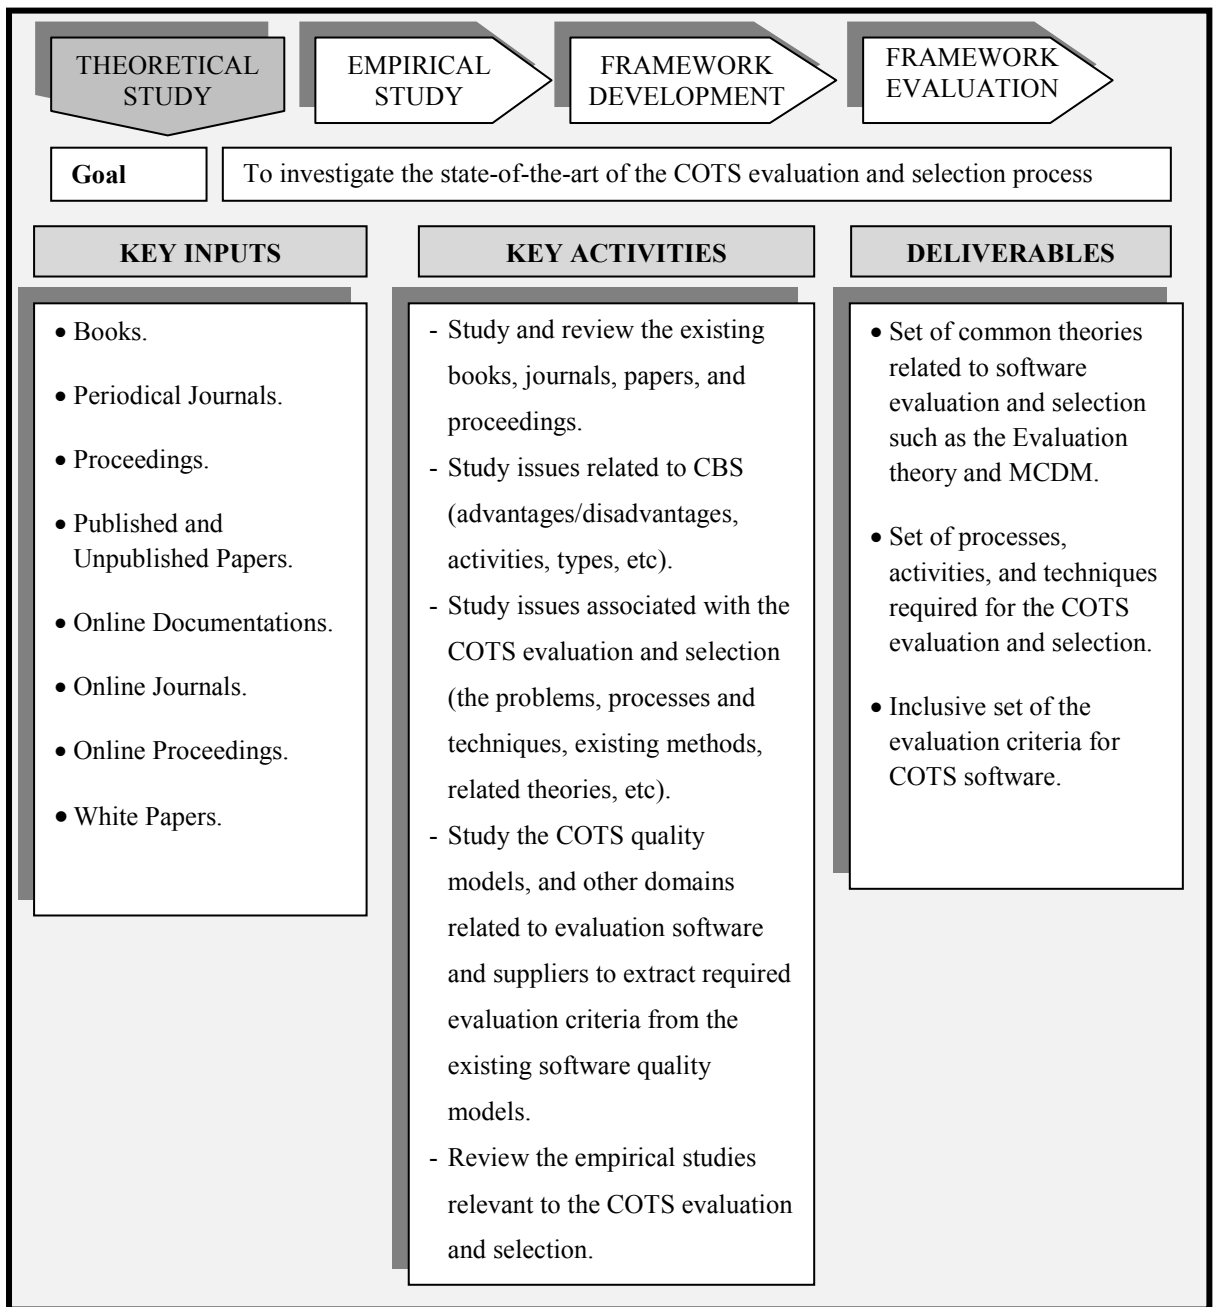 THEORETICAL
STUDY
EMPIRICAL
STUDY
FRAMEWORK
DEVELOPMENT
FRAMEWORK
EVALUATION
Goal
To investigate the state-of-the-art of the COTS evaluation and selection process
KEY INPUTS
• Books.
• Periodical Journals.
• Proceedings.
• Published and
Unpublished Papers.
• Online Documentations.
• Online Journals.
• Online Proceedings.
• White Papers.
KEY ACTIVITIES
- Study and review the existing
books, journals, papers, and
proceedings.
- Study issues related to CBS
(advantages/disadvantages,
activities, types, etc).
- Study issues associated with the
COTS evaluation and selection
(the problems, processes and
techniques, existing methods,
related theories, etc).
- Study the COTS quality
models, and other domains
related to evaluation software
and suppliers to extract required
evaluation criteria from the
existing software quality
models.
- Review the empirical studies
relevant to the COTS evaluation
and selection.
DELIVERABLES
• Set of common theories
related to software
evaluation and selection
such as the Evaluation
theory and MCDM.
• Set of processes,
activities, and techniques
required for the COTS
evaluation and selection.
• Inclusive set of the
evaluation criteria for
COTS software.